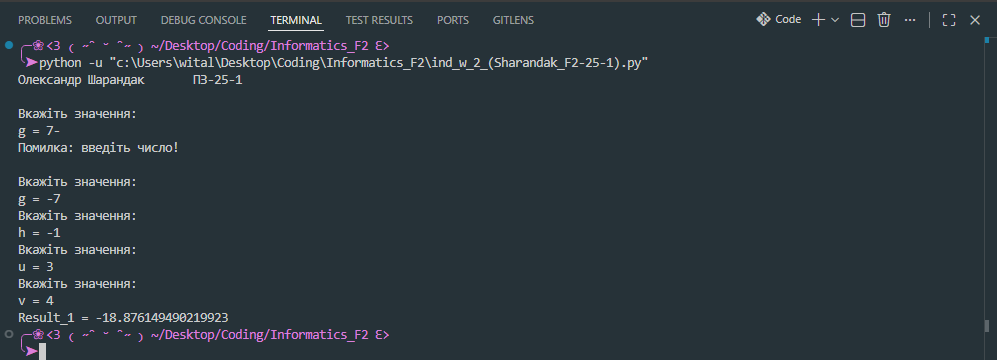 PROBLEMS OUTPUT DEBUG CONSOLE TERMINAL TEST RESULTS PORTS GITLENS Code
<3 ( ˶ˆ ᵕ ˆ˶ ) ~/Desktop/Coding/Informatics_F2 Ɛ>
python -u "c:\Users\wital\Desktop\Coding\Informatics_F2\ind_w_2_(Sharandak_F2-25-1).py"
Олександр Шарандак ПЗ-25-1
Вкажіть значення:
g = 7-
Помилка: введіть число!
Вкажіть значення:
g = -7
Вкажіть значення:
h = -1
Вкажіть значення:
u = 3
Вкажіть значення:
v = 4
Result_1 = -18.876149490219923
<3 ( ˶ˆ ᵕ ˆ˶ ) ~/Desktop/Coding/Informatics_F2 Ɛ>